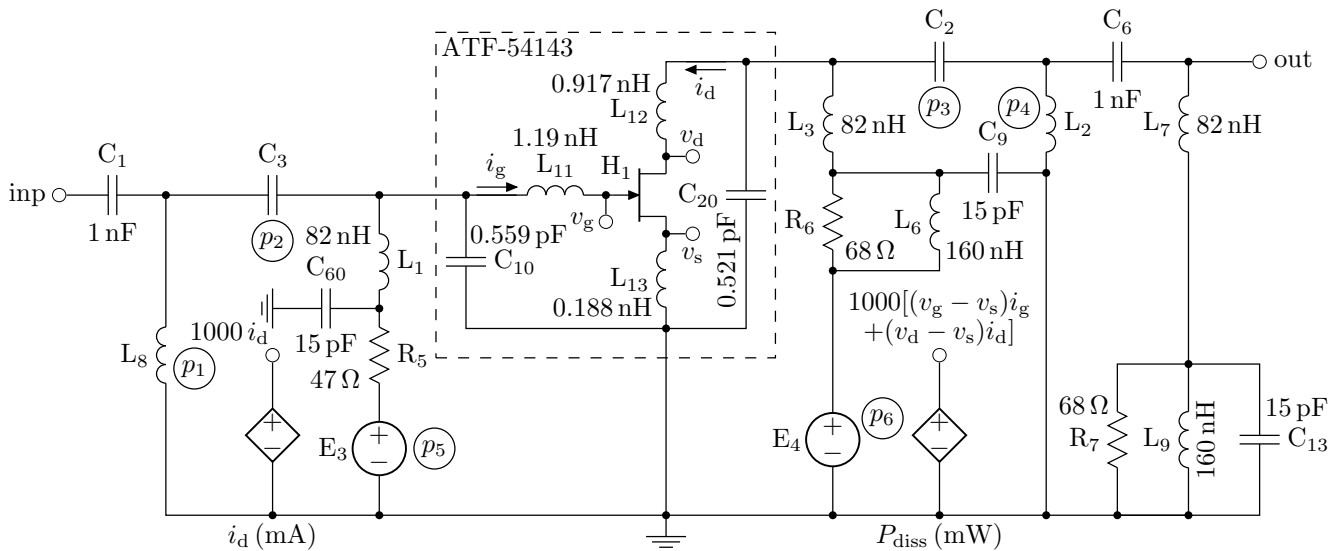 ATF-54143
C₂
C₆
out
0.917 nH
i_d
p₃
p₄
1 nF
L₁₂
L₃
82 nH
C₉
L₂
L₇
82 nH
1.19 nH
v_d
C₁
C₃
i_g
L₁₁
H₁
inp
C₂₀
15 pF
1 nF
p₂
v_g
R₆
L₆
82 nH
0.559 pF
v_s
68 Ω
160 nH
L₁
C₁₀
0.521 pF
C₆₀
L₁₃
0.188 nH
1000[(v_g − v_s)i_g
+(v_d − v_s)i_d]
1000 i_d
15 pF
L₈
p₁
R₅
47 Ω
p₆
68 Ω
15 pF
+
−
E₃
+
−
p₅
E₄
+
−
+
−
R₇
L₉
160 nH
C₁₃
i_d (mA)
P_diss (mW)